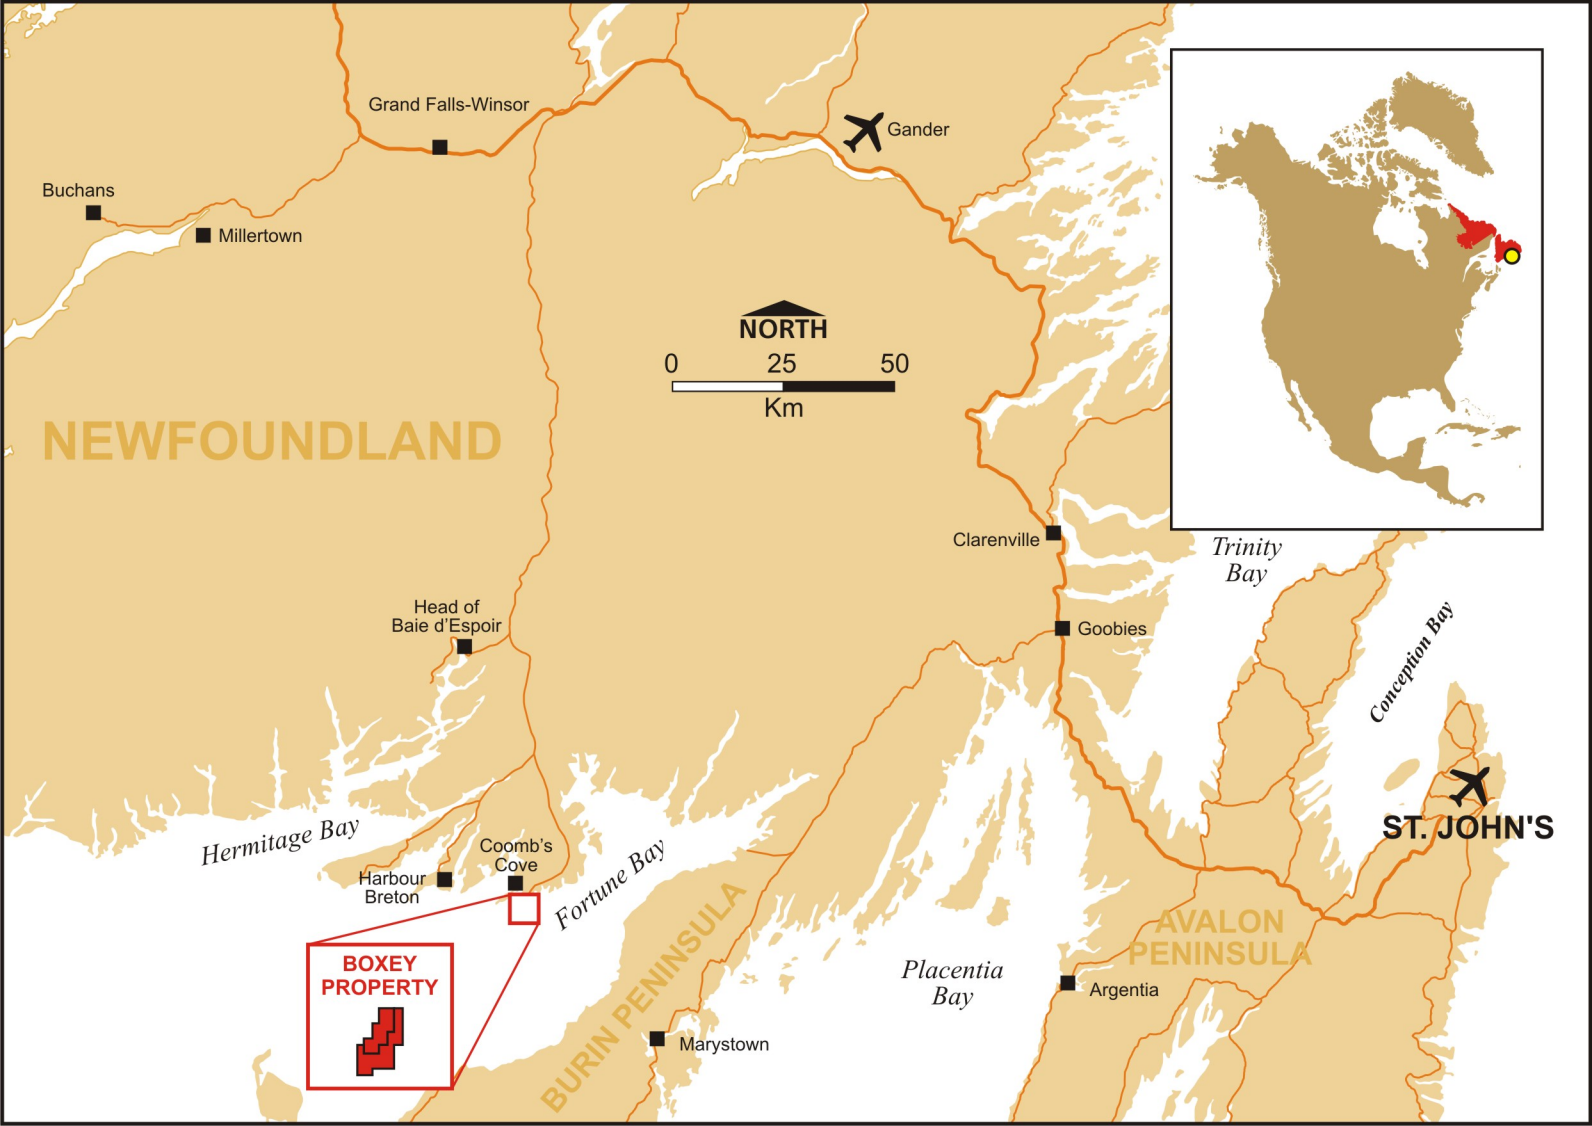 Grand Falls-Winsor
Gander
Buchans
Millertown
NORTH
0 25 50
Km
NEWFOUNDLAND
Clarenville
Trinity
Bay
Head of
Baie d'Espoir
Goobies
Conception Bay
Hermitage Bay
ST. JOHN'S
Coomb's
Cove
Harbour
Breton
Fortune Bay
BURIN PENINSULA
AVALON
PENINSULA
Placentia
Bay
Argentia
BOXEY
PROPERTY
Marystown